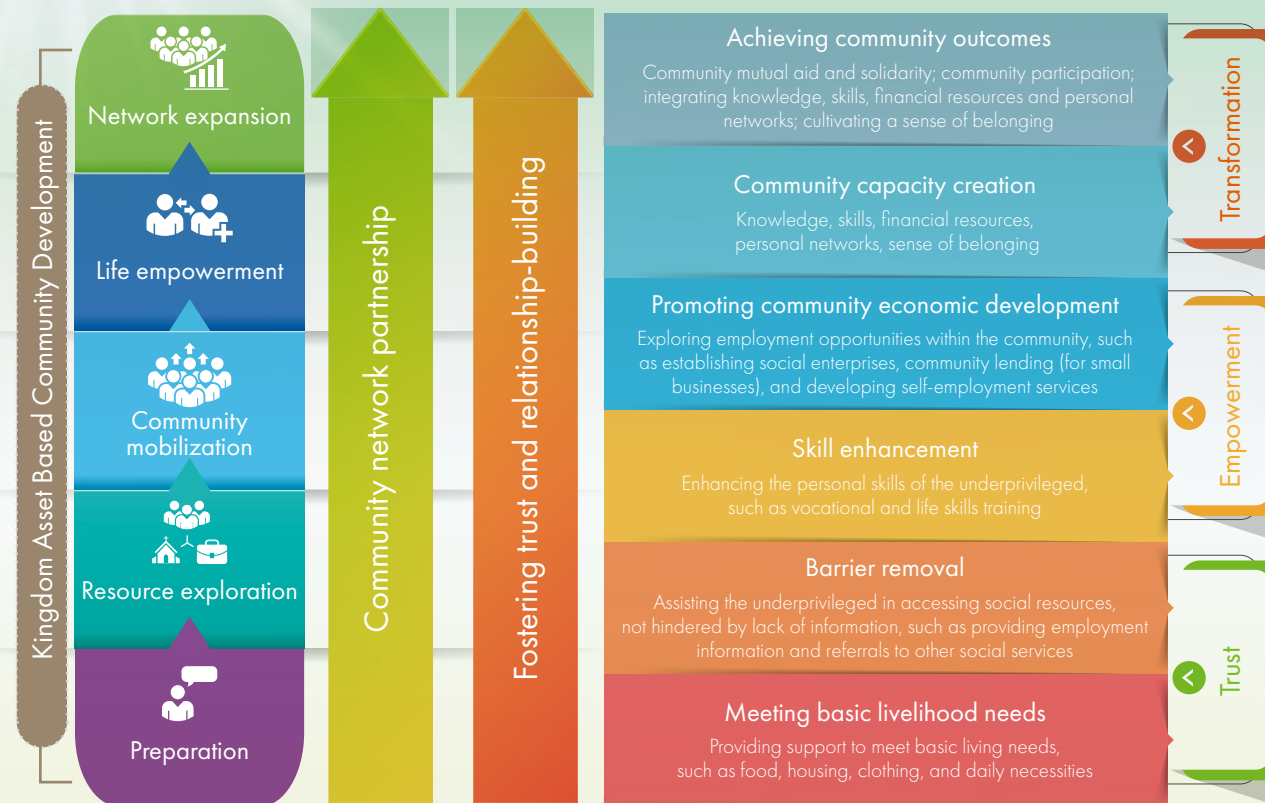 Kingdom Asset Based Community Development
Network expansion
Life empowerment
Community
mobilization
Resource exploration
Preparation
Community network partnership
Fostering trust and relationship-building
Achieving community outcomes
Community mutual aid and solidarity; community participation;
integrating knowledge, skills, financial resources and personal
networks; cultivating a sense of belonging
Community capacity creation
Knowledge, skills, financial resources,
personal networks, sense of belonging
Promoting community economic development
Exploring employment opportunities within the community, such
as establishing social enterprises, community lending (for small
businesses), and developing self-employment services
Skill enhancement
Enhancing the personal skills of the underprivileged,
such as vocational and life skills training
Barrier removal
Assisting the underprivileged in accessing social resources,
not hindered by lack of information, such as providing employment
information and referrals to other social services
Meeting basic livelihood needs
Providing support to meet basic living needs,
such as food, housing, clothing, and daily necessities
Transformation
Empowerment
Trust